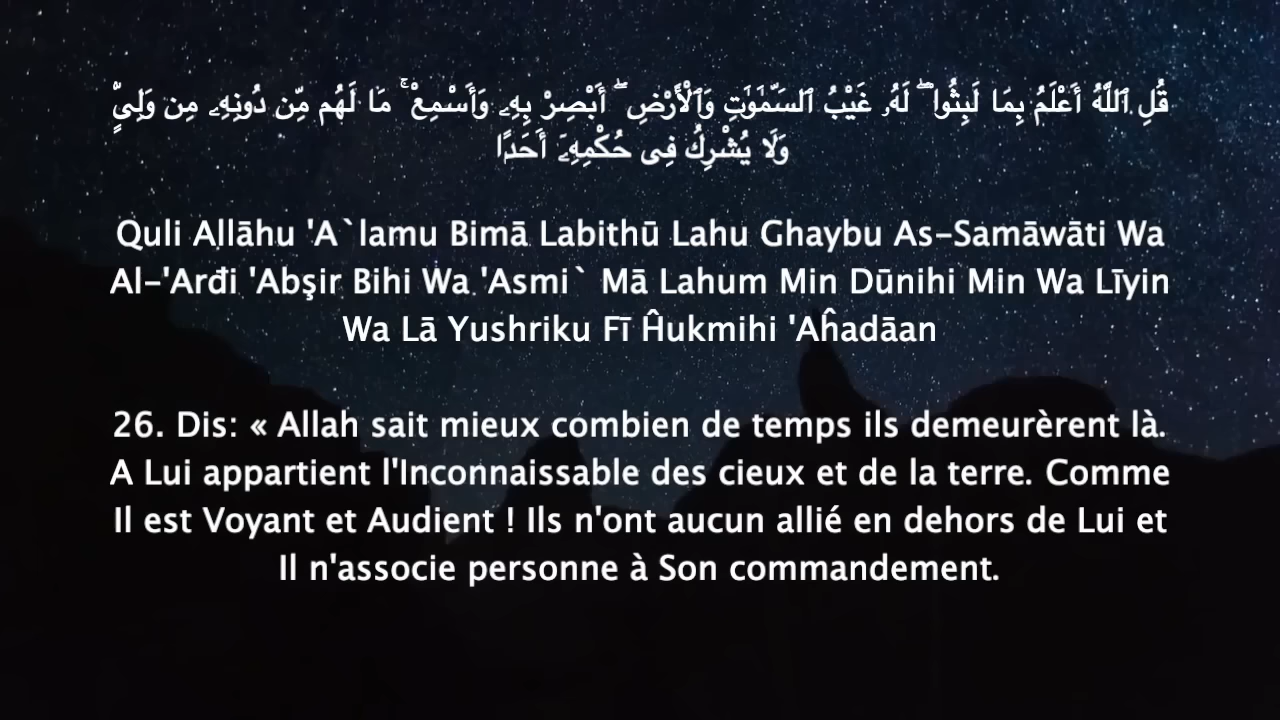 قُلِ ٱللَّهُ أَعْلَمُ بِمَا لَبِثُوا۟ ۖ لَهُۥ غَيْبُ ٱلسَّمَٰوَٰتِ وَٱلْأَرْضِ ۖ أَبْصِرْ بِهِۦ وَأَسْمِعْ ۚ مَا لَهُم مِّن دُونِهِۦ مِن وَلِىٍّ
وَلَا يُشْرِكُ فِى حُكْمِهِۦٓ أَحَدًا
Quli Allāhu 'A`lamu Bimā Labithū Lahu Ghaybu As-Samāwāti Wa
Al-'Arđi 'Abşir Bihi Wa 'Asmi` Mā Lahum Min Dūnihi Min Wa Līyin
Wa Lā Yushriku Fī Ĥukmihi 'Aĥadāan
26. Dis: « Allah sait mieux combien de temps ils demeurèrent là.
A Lui appartient l'Inconnaissable des cieux et de la terre. Comme
Il est Voyant et Audient ! Ils n'ont aucun allié en dehors de Lui et
Il n'associe personne à Son commandement.